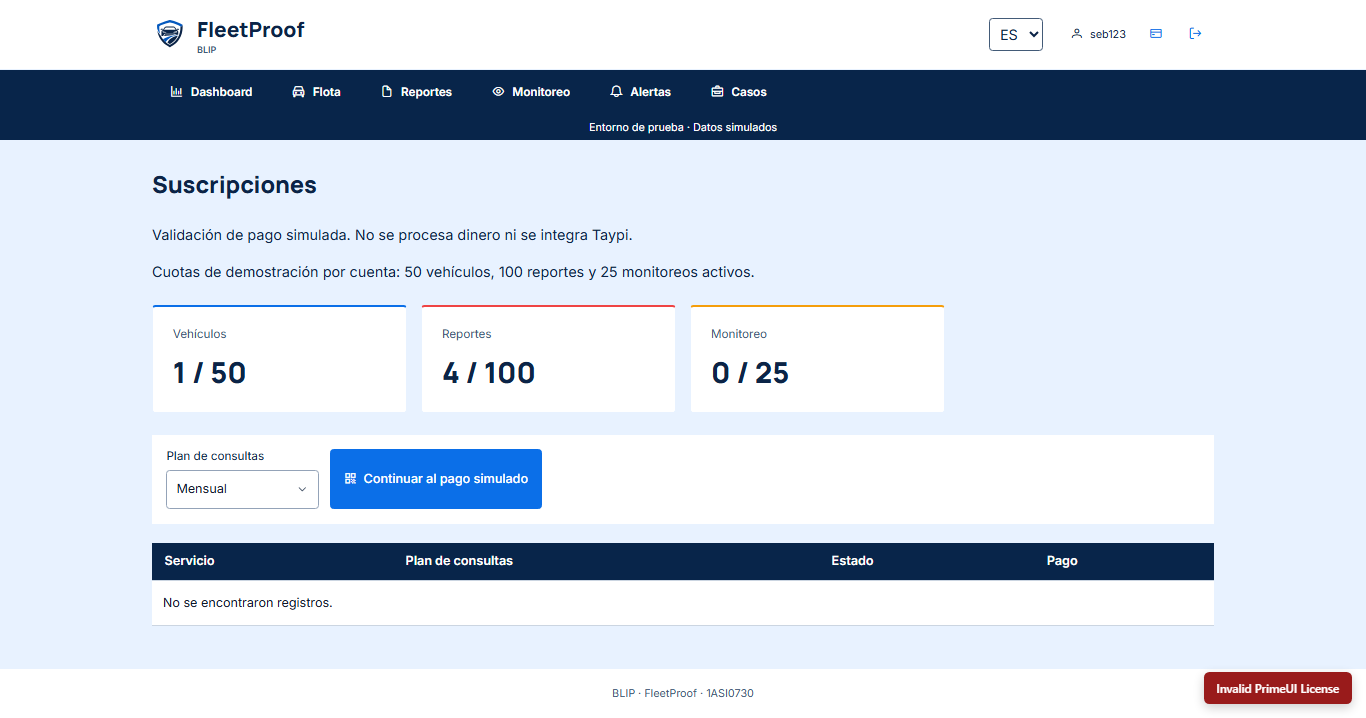 FleetProof
BLIP
ES
seb123
Dashboard Flota Reportes Monitoreo Alertas Casos
Entorno de prueba · Datos simulados
Suscripciones
Validación de pago simulada. No se procesa dinero ni se integra Taypi.
Cuotas de demostración por cuenta: 50 vehículos, 100 reportes y 25 monitoreos activos.
Vehículos Reportes Monitoreo
1 / 50 4 / 100 0 / 25
Plan de consultas
Mensual
Continuar al pago simulado
Servicio Plan de consultas Estado Pago
No se encontraron registros.
BLIP · FleetProof · 1ASI0730
Invalid PrimeUI License